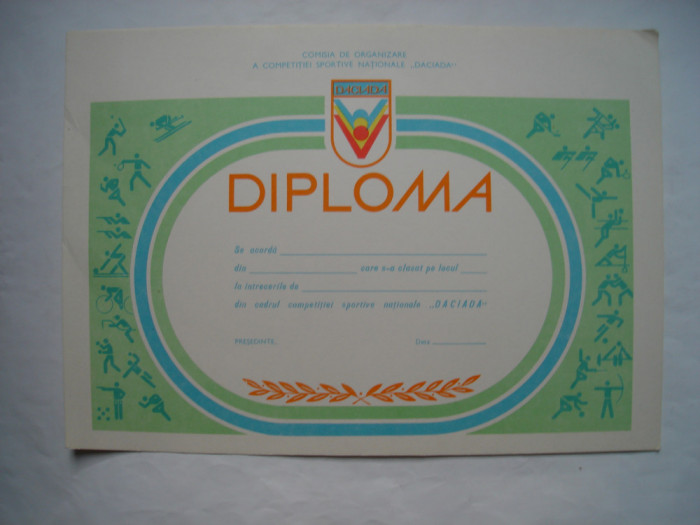 COMISIA DE ORGANIZARE
A COMPETIȚIEI SPORTIVE NAȚIONALE „DACIADA“
DACIADA
DIPLOMA
Se acordă
din care s-a clasat pe locul
la întrecerile de
din cadrul competiției sportive naționale „DACIADA“
PREȘEDINTE,
Data